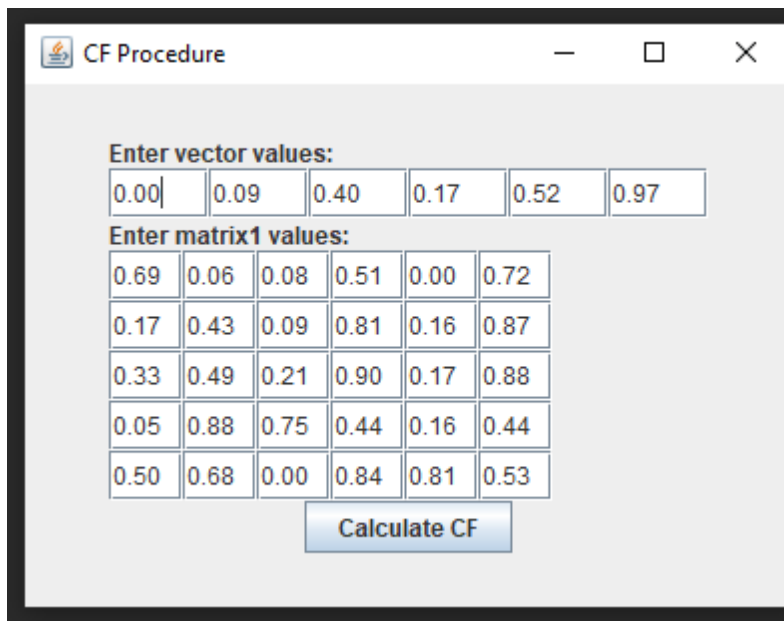 CF Procedure
Enter vector values:
0.00 0.09 0.40 0.17 0.52 0.97
Enter matrix1 values:
0.69 0.06 0.08 0.51 0.00 0.72
0.17 0.43 0.09 0.81 0.16 0.87
0.33 0.49 0.21 0.90 0.17 0.88
0.05 0.88 0.75 0.44 0.16 0.44
0.50 0.68 0.00 0.84 0.81 0.53
Calculate CF